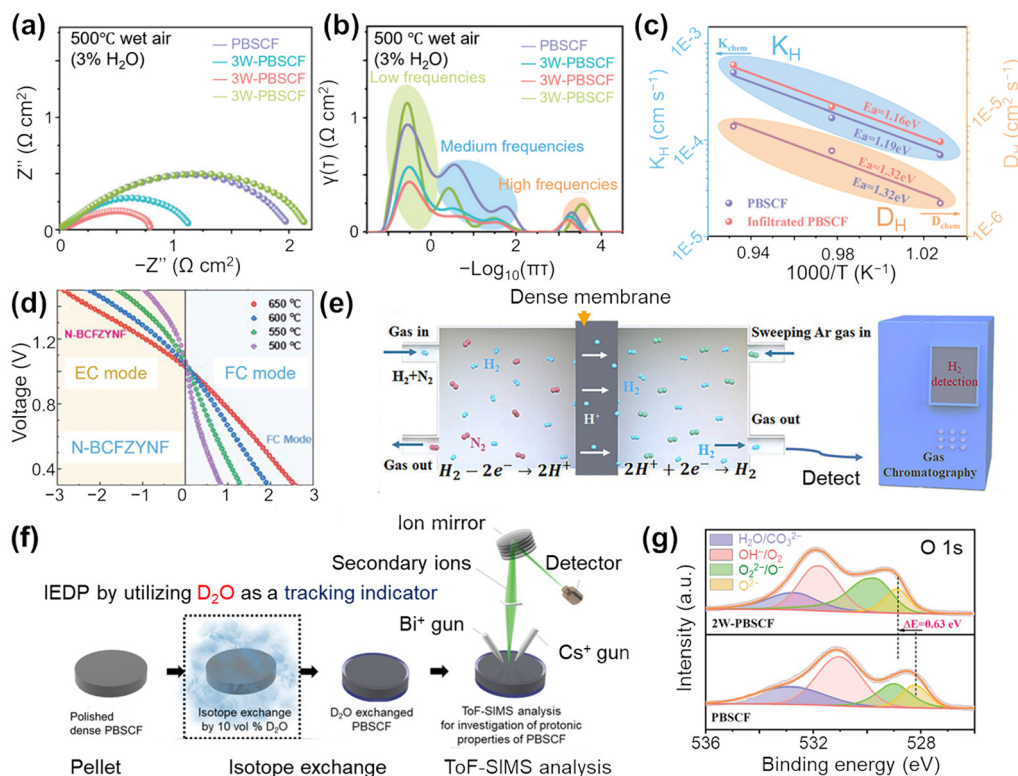 (a)
500℃ wet air
(3% H₂O)
PBSCF
3W-PBSCF
3W-PBSCF
3W-PBSCF
Z'' (Ω cm²)
2
1
0
0
1
2
−Z'' (Ω cm²)
(b)
500 ℃ wet air
(3% H₂O)
PBSCF
3W-PBSCF
3W-PBSCF
3W-PBSCF
Low frequencies
Medium frequencies
High frequencies
γ(τ) (Ω cm²)
1
0
0
−2
−4
−Log₁₀(πτ)
(c)
1E-3
1E-4
1E-5
K_H (cm s⁻¹)
K_chem
K_H
Ea=1.16eV
Ea=1.19eV
Ea=1.32eV
Ea=1.32eV
PBSCF
Infiltrated PBSCF
D_H
D_chem
1E-5
1E-6
D_H (cm² s⁻¹)
0.94
0.98
1.02
1000/T (K⁻¹)
(d)
650 ℃
600 ℃
550 ℃
500 ℃
N-BCFZYNF
EC mode
FC mode
N-BCFZYNF
FC Mode
Voltage (V)
1.2
0.8
0.4
−3
−2
−1
0
1
2
3
(e)
Dense membrane
Gas in
H₂+N₂
H₂
N₂
Gas out
H⁺
H₂
Sweeping Ar gas in
Gas out
H₂
H₂ − 2e⁻ → 2H⁺
2H⁺ + 2e⁻ → H₂
Detect
H₂
detection
Gas
Chromatography
(f)
Ion mirror
Secondary ions
Detector
IEDP by utilizing D₂O as a tracking indicator
Bi⁺ gun
Cs⁺ gun
Polished
dense PBSCF
Isotope exchange
by 10 vol % D₂O
D₂O exchanged
PBSCF
ToF-SIMS analysis
for investigation of protonic
properties of PBSCF
Pellet
Isotope exchange
ToF-SIMS analysis
(g)
H₂O/CO₃²⁻
OH⁻/O₂
O₂²⁻/O⁻
O²⁻
O 1s
2W-PBSCF
ΔE=0.63 eV
PBSCF
Intensity (a.u.)
536
532
528
Binding energy (eV)